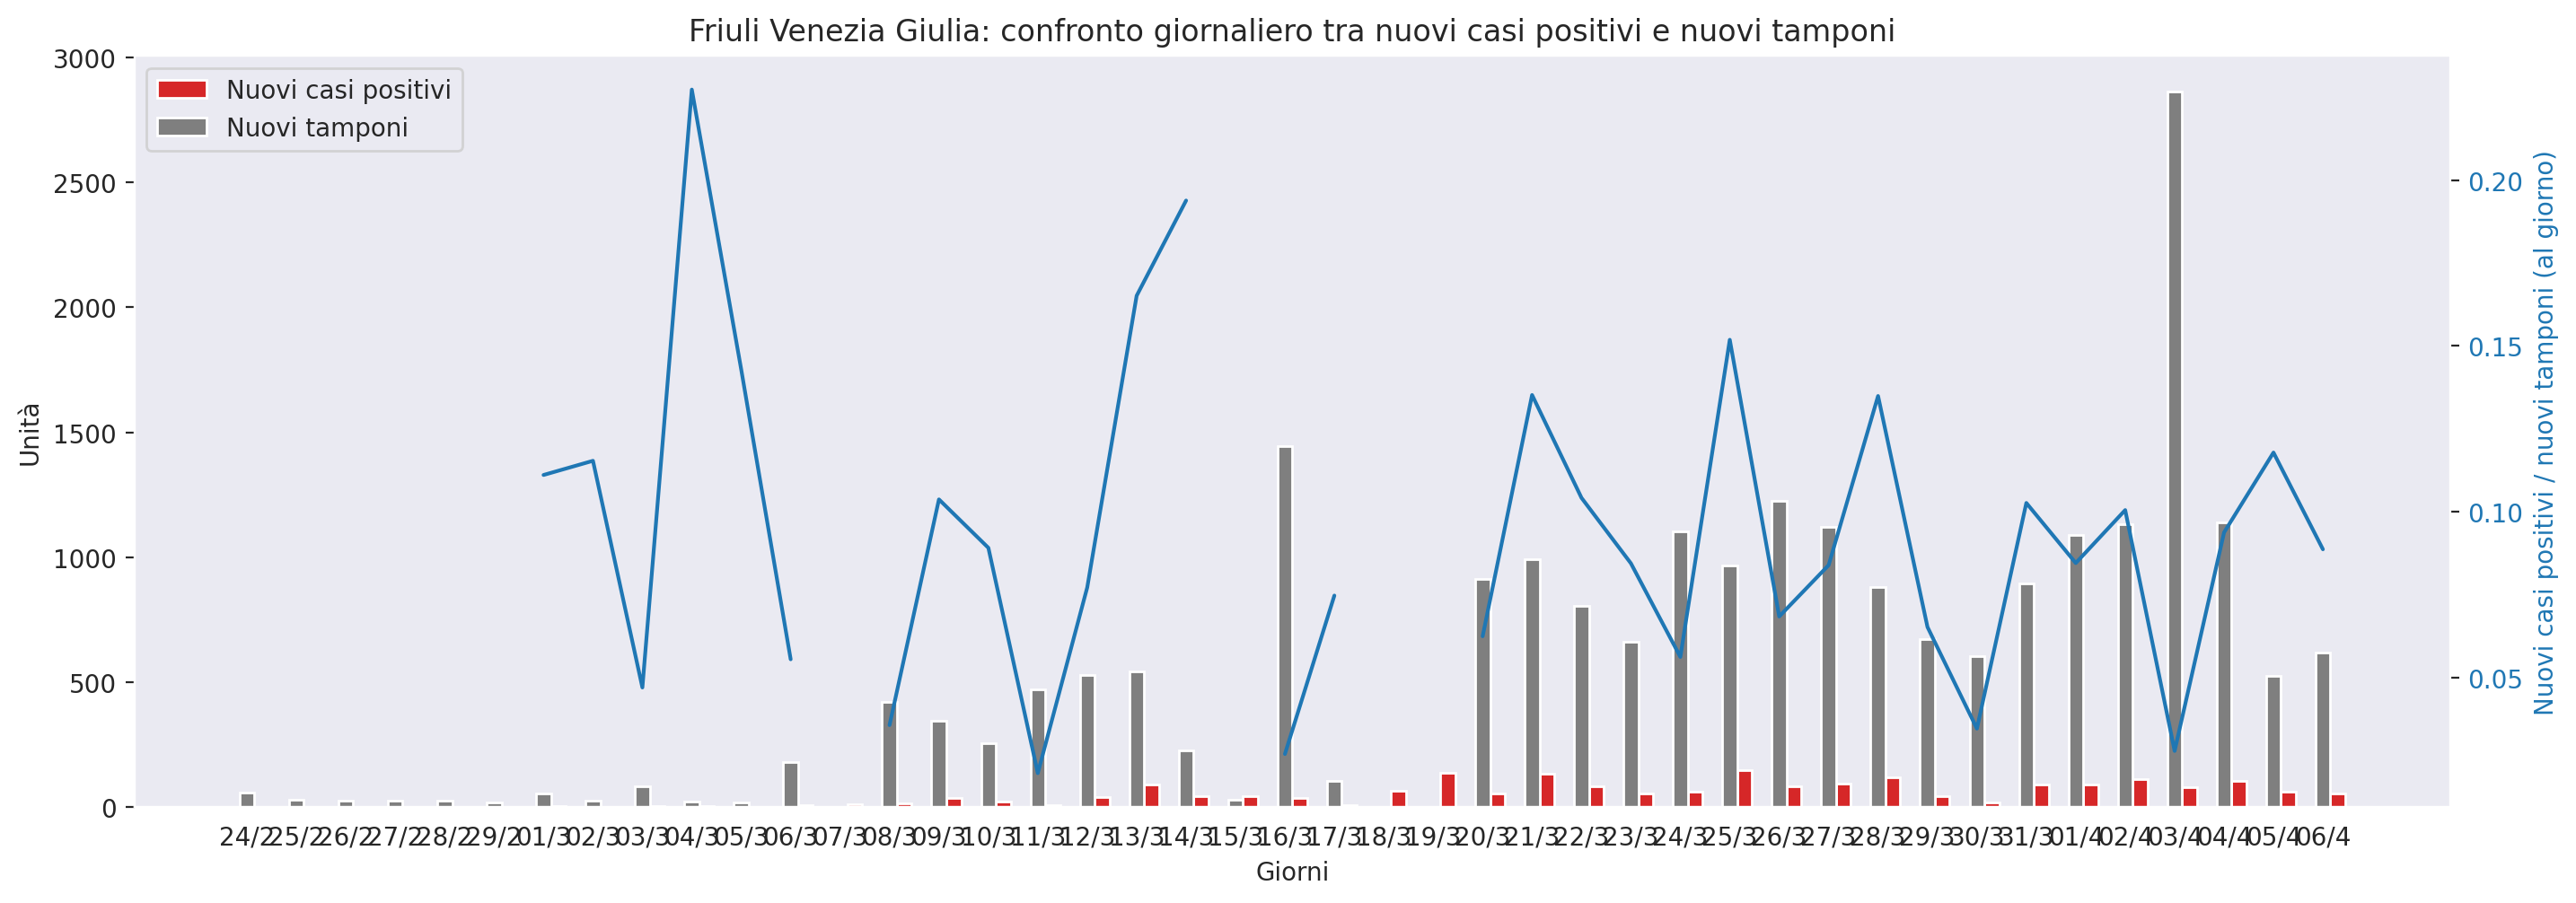 Friuli Venezia Giulia: confronto giornaliero tra nuovi casi positivi e nuovi tamponi
Nuovi casi positivi
Nuovi tamponi
3000
2500
2000
1500
1000
500
0
Unità
0.20
0.15
0.10
0.05
Nuovi casi positivi / nuovi tamponi (al giorno)
24/2 25/2 26/2 27/2 28/2 29/2 01/3 02/3 03/3 04/3 05/3 06/3 07/3 08/3 09/3 10/3 11/3 12/3 13/3 14/3 15/3 16/3 17/3 18/3 19/3 20/3 21/3 22/3 23/3 24/3 25/3 26/3 27/3 28/3 29/3 30/3 31/3 01/4 02/4 03/4 04/4 05/4 06/4
Giorni